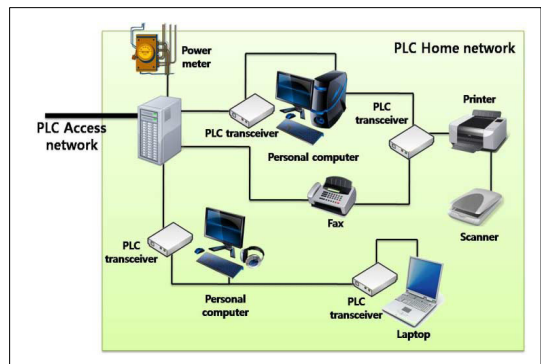 PLC Home network
Power
meter
PLC Access
network
PLC transceiver
Personal computer
PLC
transceiver
Printer
Fax
Scanner
PLC
transceiver
Personal
computer
PLC
transceiver
Laptop